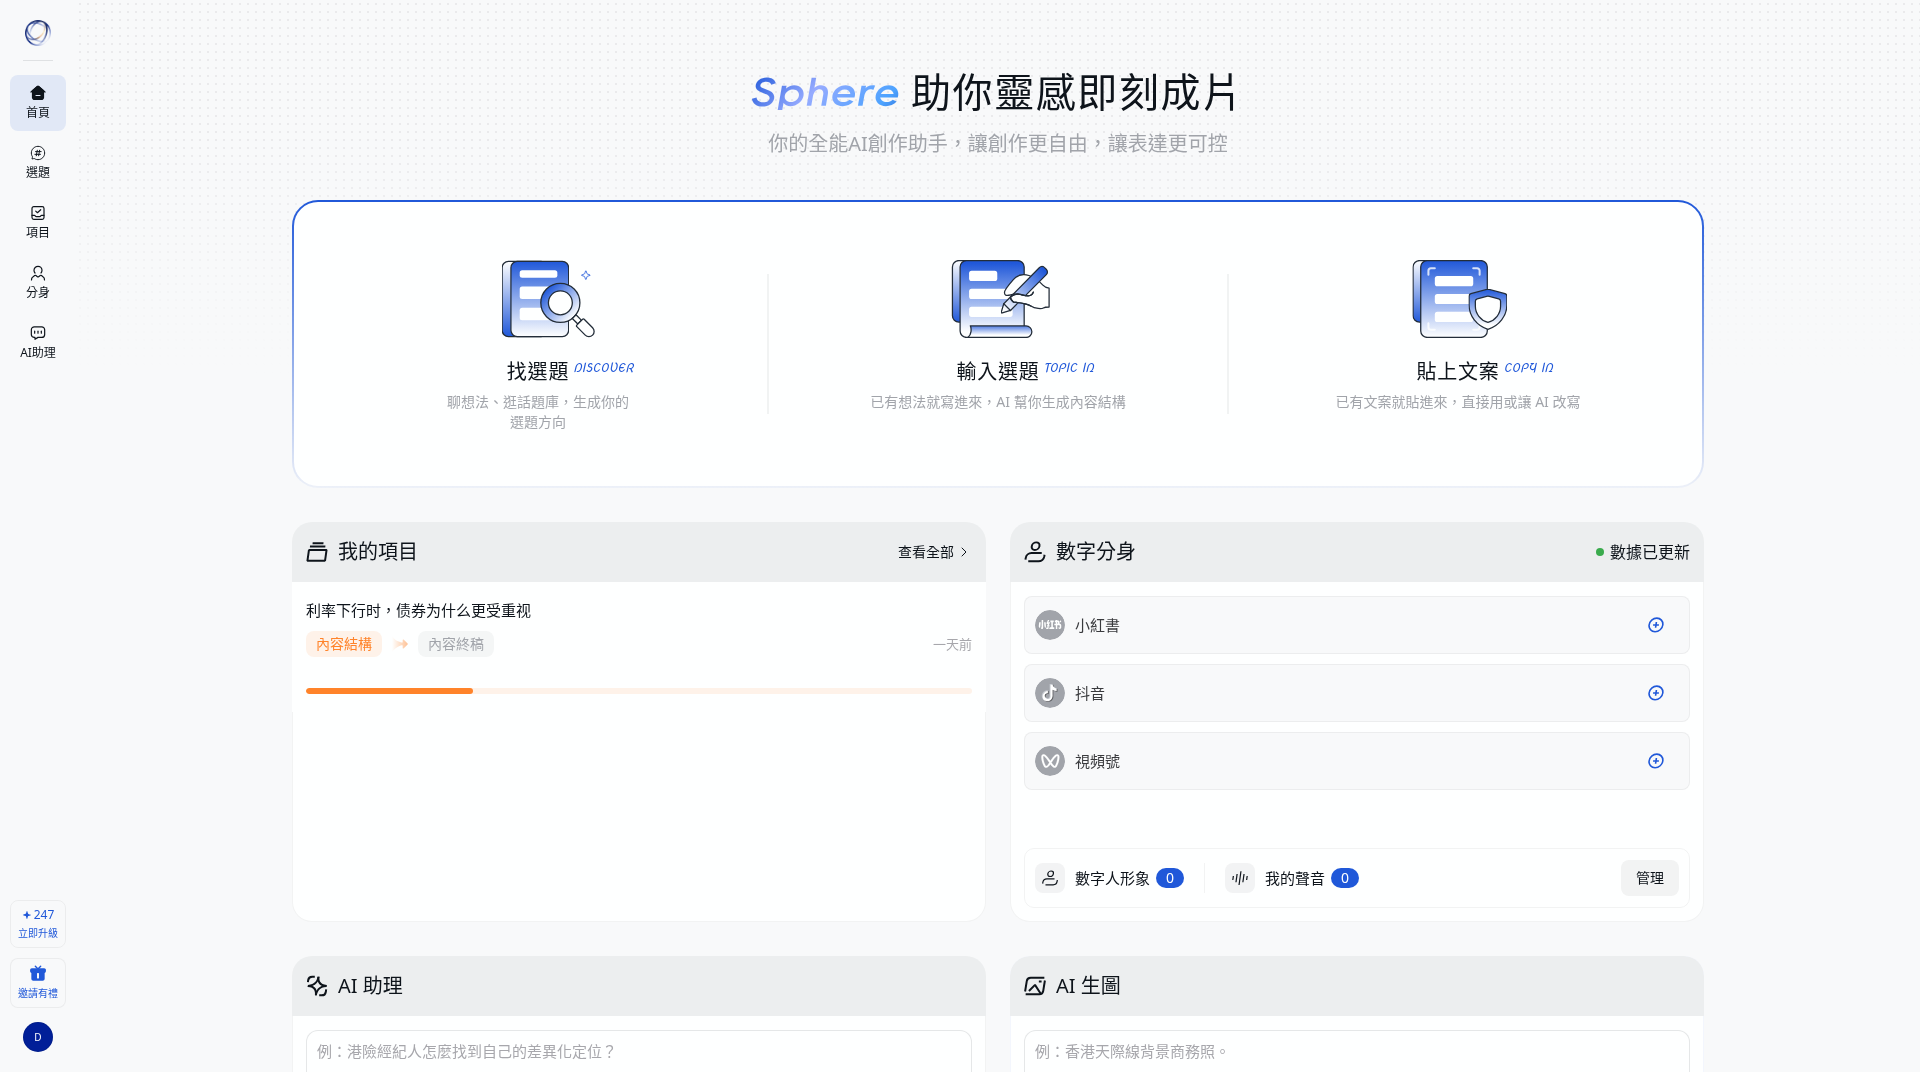 首頁
選題
項目
分身
AI助理
247
立即升級
邀請有禮
D
Sphere 助你靈感即刻成片
你的全能AI創作助手，讓創作更自由，讓表達更可控
找選題 DISCOVER
聊想法、逛話題庫，生成你的
選題方向
輸入選題 TOPIC IN
已有想法就寫進來，AI 幫你生成內容結構
貼上文案 COPY IN
已有文案就貼進來，直接用或讓 AI 改寫
我的項目
查看全部
利率下行时，债券为什么更受重视
內容結構
內容終稿
一天前
數字分身
數據已更新
小紅書
小红书
抖音
視頻號
數字人形象 0
我的聲音 0
管理
AI 助理
例：港險經紀人怎麼找到自己的差異化定位？
AI 生圖
例：香港天際線背景商務照。